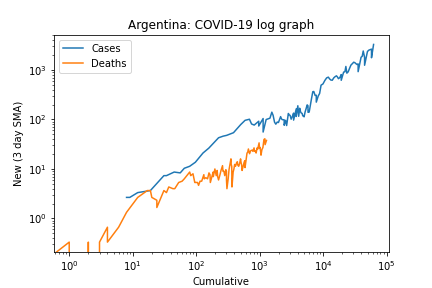 Argentina: COVID-19 log graph
Cases
Deaths
New (3 day SMA)
10³
10²
10¹
10⁰
10⁰ 10¹ 10² 10³ 10⁴ 10⁵
Cumulative